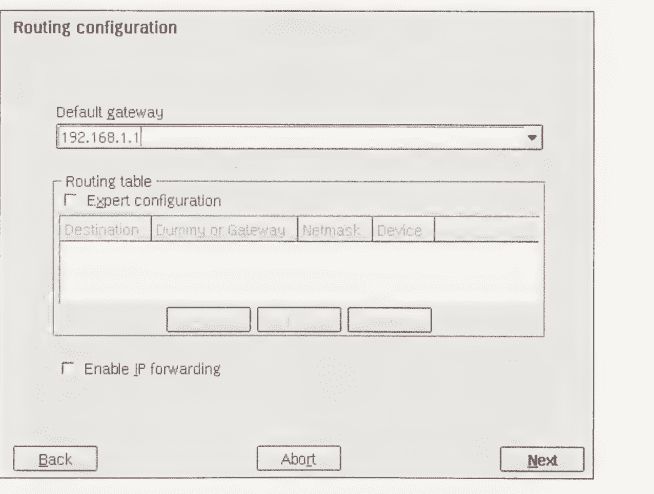 Routing configuration
Default gateway
192.168.1.1
Routing table
Expert configuration
Destination Dummy or Gateway Netmask Device
Enable IP forwarding
Back Abort Next